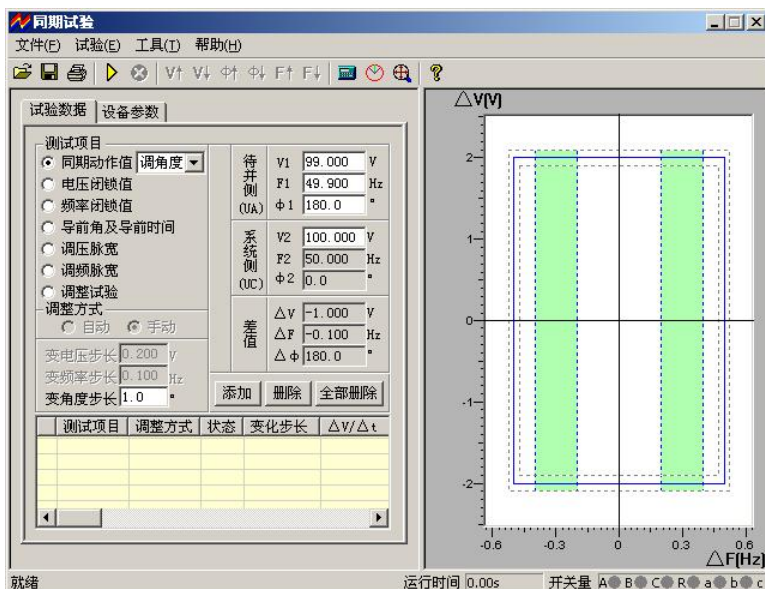 同期试验
文件(F) 试验(E) 工具(T) 帮助(H)
V↑ V↓ Φ↑ Φ↓ F↑ F↓
试验数据 设备参数
测试项目
同期动作值 调角度
电压闭锁值
频率闭锁值
导前角及导前时间
调压脉宽
调频脉宽
调整试验
调整方式
自动 手动
变电压步长 0.200 V
变频率步长 0.100 Hz
变角度步长 1.0 °
待并侧(UA)
V1 99.000 V
F1 49.900 Hz
Φ1 180.0 °
系统侧(UC)
V2 100.000 V
F2 50.000 Hz
Φ2 0.0 °
差值
△V -1.000 V
△F -0.100 Hz
△Φ 180.0 °
添加 删除 全部删除
测试项目 调整方式 状态 变化步长 △V/△t
△V(V)
2
1
0
-1
-2
-0.6 -0.3 0 0.3 0.6
△F(Hz)
就绪 运行时间 0.00s 开关量 A B C R a b c